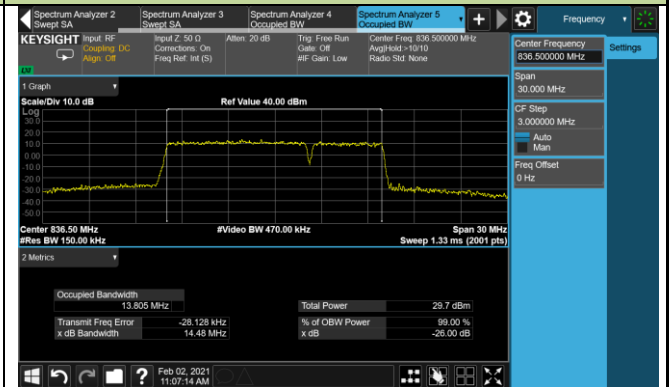 Spectrum Analyzer 2
Swept SA
Spectrum Analyzer 3
Swept SA
Spectrum Analyzer 4
Occupied BW
Spectrum Analyzer 5
Occupied BW
+
Frequency
KEYSIGHT
Input: RF
Coupling: DC
Align: Off
Input Z: 50 Ω
Corrections: On
Freq Ref: Int (S)
Atten: 20 dB
Trig: Free Run
Gate: Off
#IF Gain: Low
Center Freq: 836.500000 MHz
Avg|Hold:>10/10
Radio Std: None
Center Frequency
836.500000 MHz
Settings
Span
30.000 MHz
CF Step
3.000000 MHz
Auto
Man
Freq Offset
0 Hz
1 Graph
Scale/Div 10.0 dB
Ref Value 40.00 dBm
Log
30.0
20.0
10.0
0.00
-10.0
-20.0
-30.0
-40.0
-50.0
Center 836.50 MHz
#Video BW 470.00 kHz
Span 30 MHz
#Res BW 150.00 kHz
Sweep 1.33 ms (2001 pts)
2 Metrics
Occupied Bandwidth
13.805 MHz
Total Power
29.7 dBm
Transmit Freq Error
-28.128 kHz
% of OBW Power
99.00 %
x dB Bandwidth
14.48 MHz
x dB
-26.00 dB
?
Feb 02, 2021
11:07:14 AM